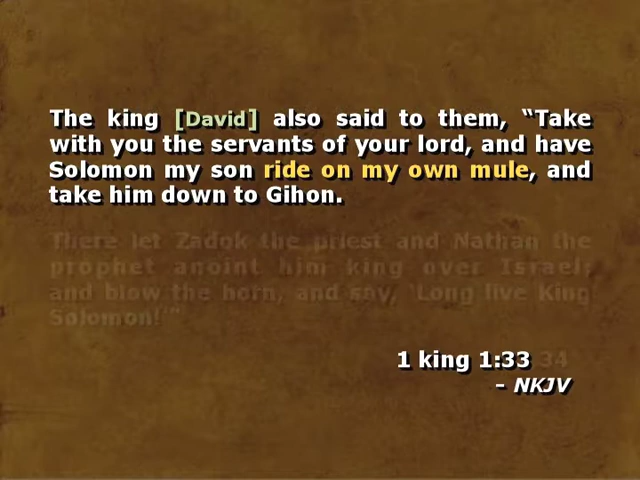 The king [David] also said to them, “Take
with you the servants of your lord, and have
Solomon my son ride on my own mule, and
take him down to Gihon.
There let Zadok the priest and Nathan the
prophet anoint him king over Israel;
and blow the horn, and say, ‘Long live King
Solomon!’”
1 king 1:33 34
– NKJV